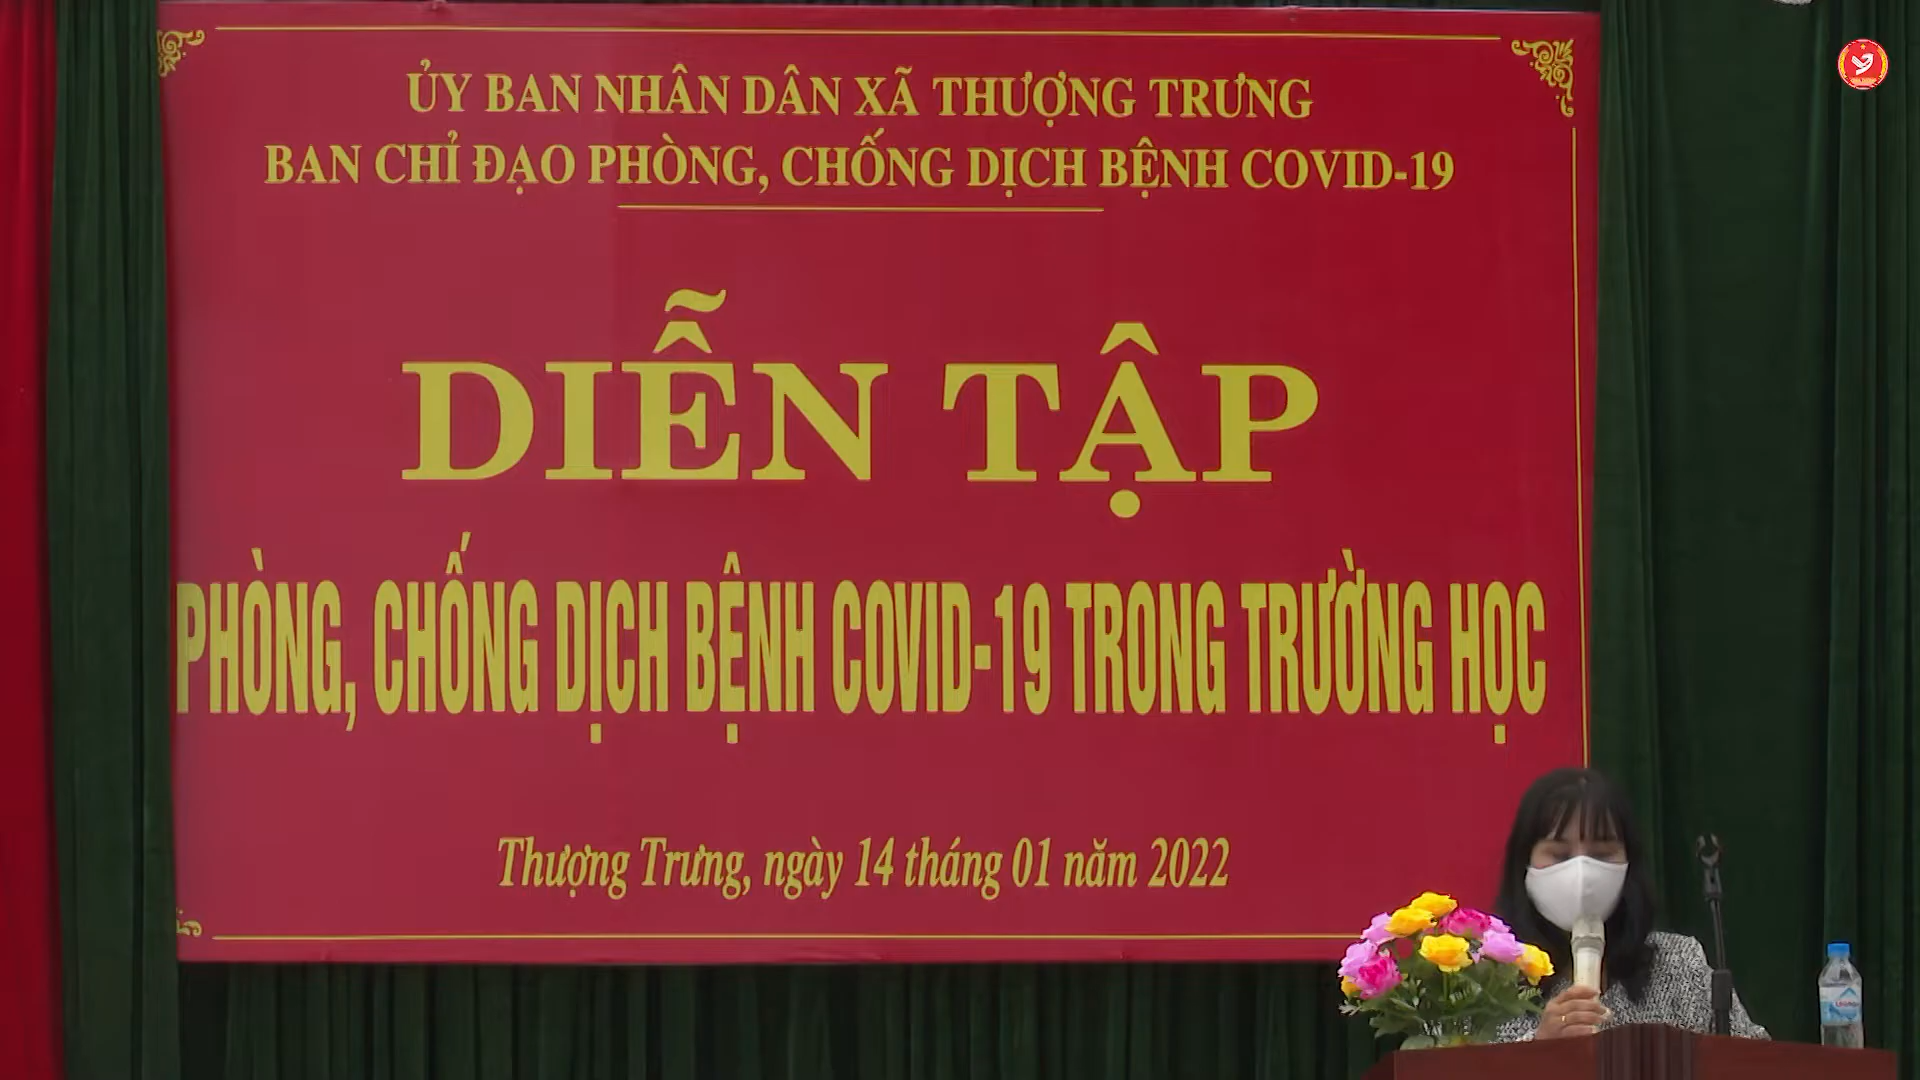 ỦY BAN NHÂN DÂN XÃ THƯỢNG TRƯNG
BAN CHỈ ĐẠO PHÒNG, CHỐNG DỊCH BỆNH COVID-19
DIỄN TẬP
PHÒNG, CHỐNG DỊCH BỆNH COVID-19 TRONG TRƯỜNG HỌC
Thượng Trưng, ngày 14 tháng 01 năm 2022